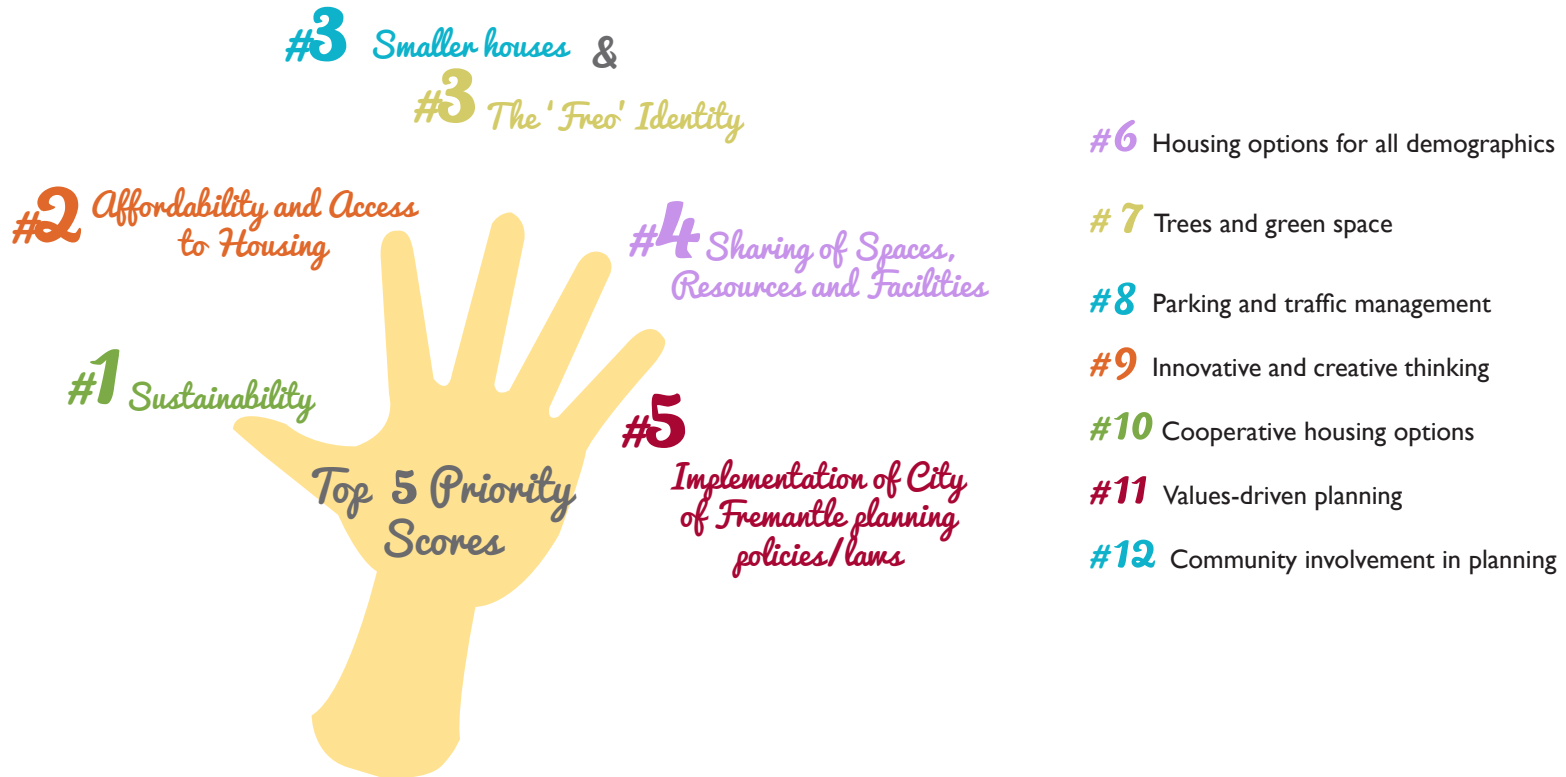 #3 Smaller houses &
#3 The 'Freo' Identity
#2 Affordability and Access
to Housing
#4 Sharing of Spaces,
Resources and Facilities
#1 Sustainability
#5
Implementation of City
of Fremantle planning
policies/laws
Top 5 Priority
Scores
#6 Housing options for all demographics
#7 Trees and green space
#8 Parking and traffic management
#9 Innovative and creative thinking
#10 Cooperative housing options
#11 Values-driven planning
#12 Community involvement in planning